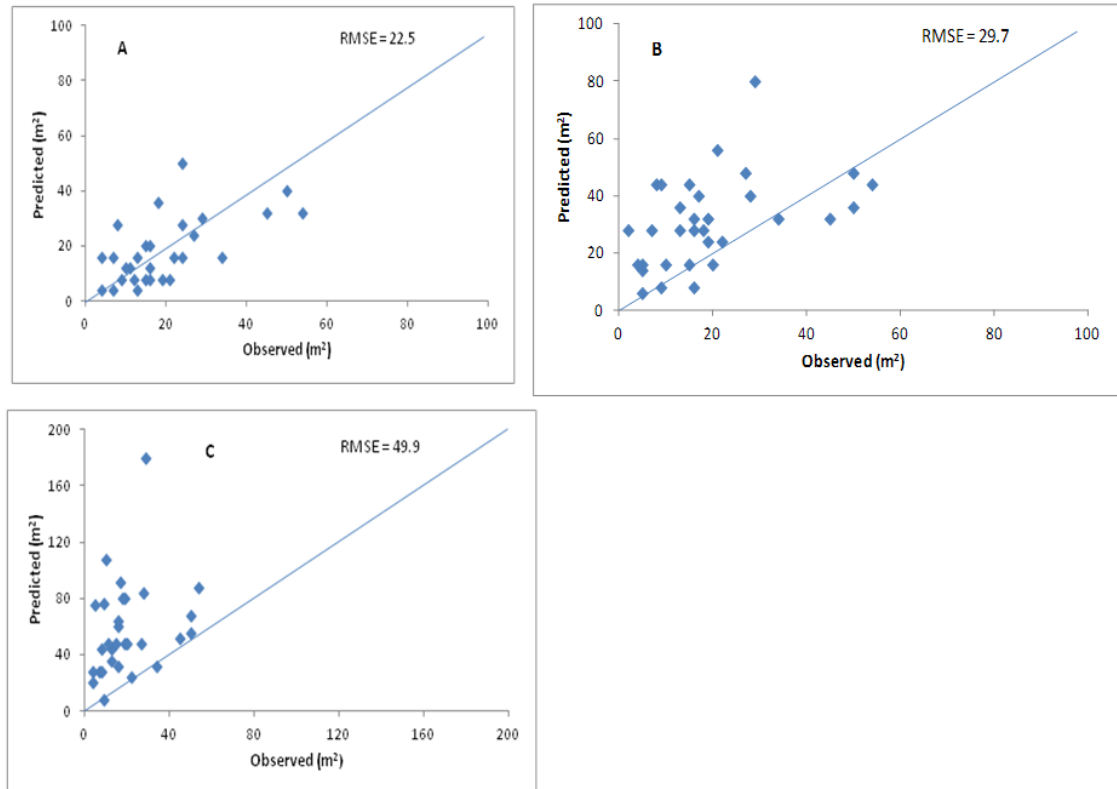 A
RMSE = 22.5
Predicted (m²)
100
80
60
40
20
0
0 20 40 60 80 100
Observed (m²)
B
RMSE = 29.7
Predicted (m²)
100
80
60
40
20
0
0 20 40 60 80 100
Observed (m²)
C
RMSE = 49.9
Predicted (m²)
200
160
120
80
40
0
0 40 80 120 160 200
Observed (m²)